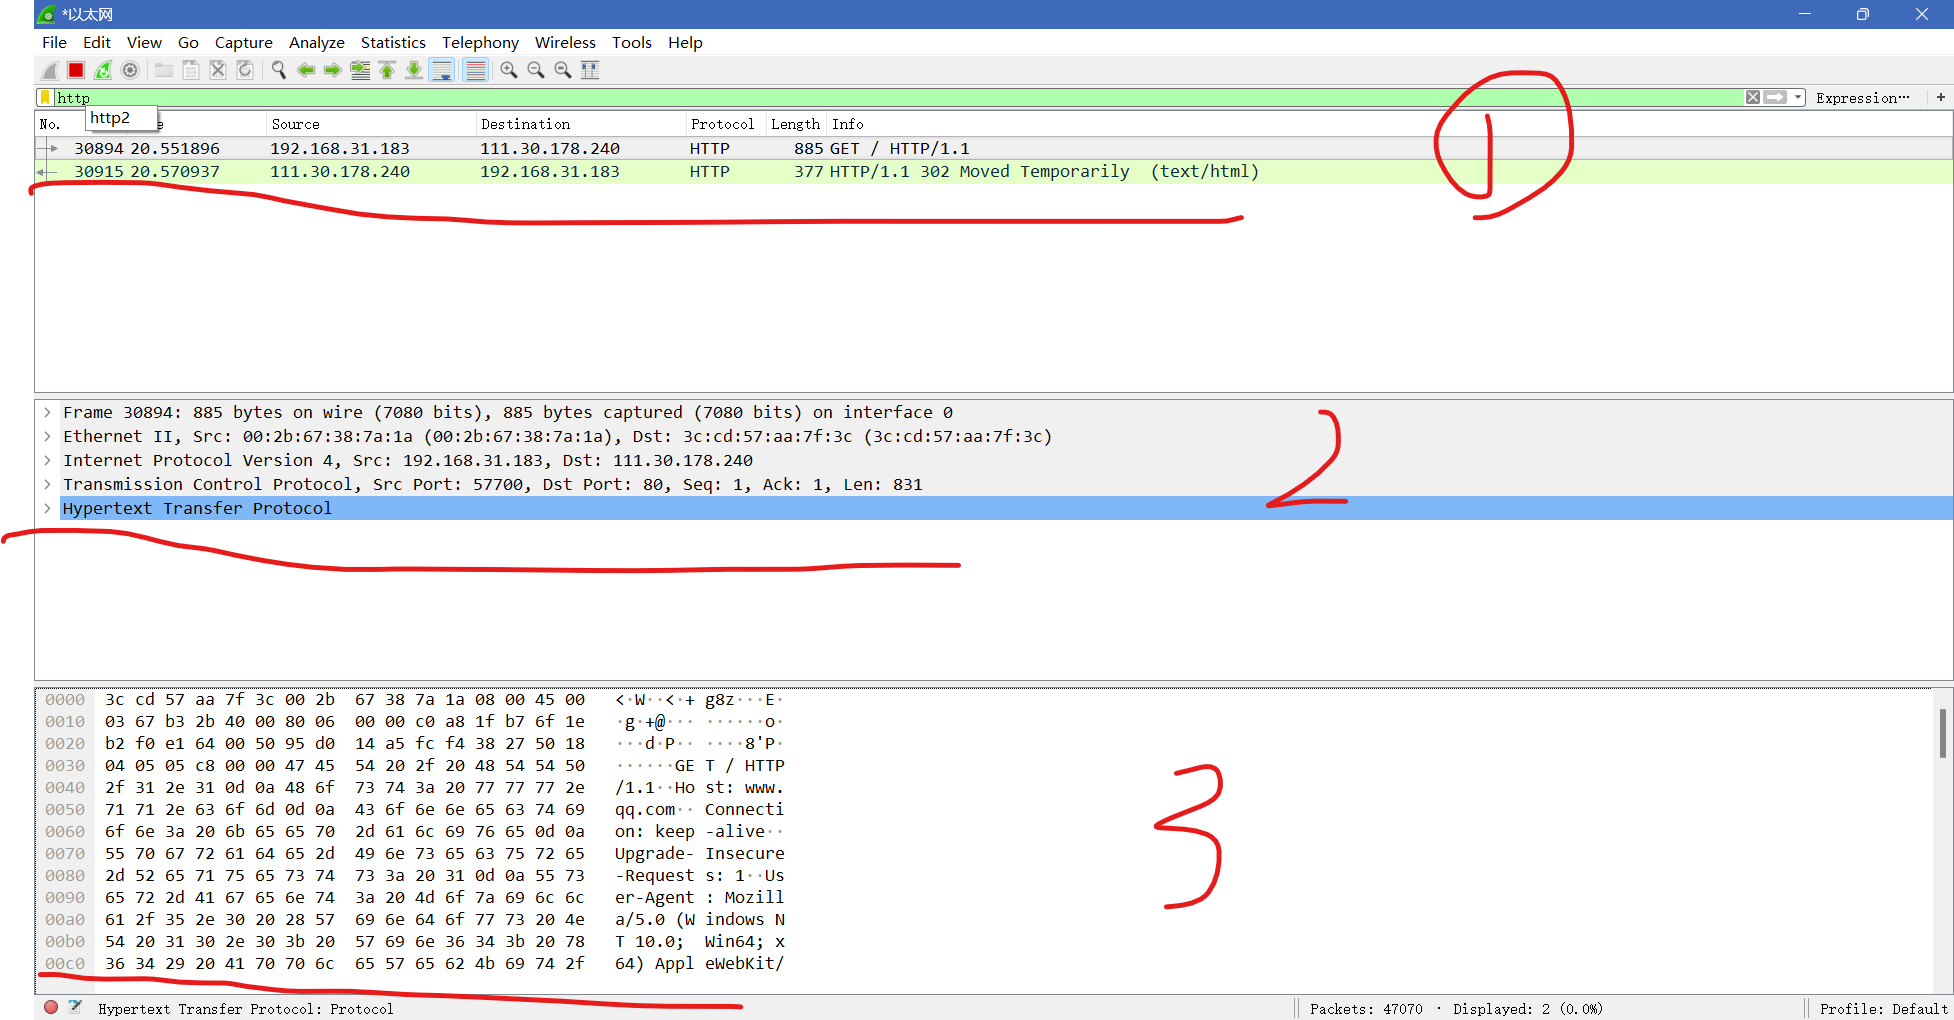 *以太网
File Edit View Go Capture Analyze Statistics Telephony Wireless Tools Help
http
Expression…
+
http2
No. e Source Destination Protocol Length Info
30894 20.551896 192.168.31.183 111.30.178.240 HTTP 885 GET / HTTP/1.1
30915 20.570937 111.30.178.240 192.168.31.183 HTTP 377 HTTP/1.1 302 Moved Temporarily (text/html)
1
> Frame 30894: 885 bytes on wire (7080 bits), 885 bytes captured (7080 bits) on interface 0
> Ethernet II, Src: 00:2b:67:38:7a:1a (00:2b:67:38:7a:1a), Dst: 3c:cd:57:aa:7f:3c (3c:cd:57:aa:7f:3c)
> Internet Protocol Version 4, Src: 192.168.31.183, Dst: 111.30.178.240
> Transmission Control Protocol, Src Port: 57700, Dst Port: 80, Seq: 1, Ack: 1, Len: 831
> Hypertext Transfer Protocol
2
0000 3c cd 57 aa 7f 3c 00 2b 67 38 7a 1a 08 00 45 00 <·W··<·+ g8z···E·
0010 03 67 b3 2b 40 00 80 06 00 00 c0 a8 1f b7 6f 1e ·g·+@··· ······o·
0020 b2 f0 e1 64 00 50 95 d0 14 a5 fc f4 38 27 50 18 ···d·P·· ····8'P·
0030 04 05 05 c8 00 00 47 45 54 20 2f 20 48 54 54 50 ······GE T / HTTP
0040 2f 31 2e 31 0d 0a 48 6f 73 74 3a 20 77 77 77 2e /1.1··Ho st: www.
0050 71 71 2e 63 6f 6d 0d 0a 43 6f 6e 6e 65 63 74 69 qq.com·· Connecti
0060 6f 6e 3a 20 6b 65 65 70 2d 61 6c 69 76 65 0d 0a on: keep -alive··
0070 55 70 67 72 61 64 65 2d 49 6e 73 65 63 75 72 65 Upgrade- Insecure
0080 2d 52 65 71 75 65 73 74 73 3a 20 31 0d 0a 55 73 -Request s: 1··Us
0090 65 72 2d 41 67 65 6e 74 3a 20 4d 6f 7a 69 6c 6c er-Agent : Mozill
00a0 61 2f 35 2e 30 20 28 57 69 6e 64 6f 77 73 20 4e a/5.0 (W indows N
00b0 54 20 31 30 2e 30 3b 20 57 69 6e 36 34 3b 20 78 T 10.0; Win64; x
00c0 36 34 29 20 41 70 70 6c 65 57 65 62 4b 69 74 2f 64) Appl eWebKit/
3
Hypertext Transfer Protocol: Protocol
Packets: 47070 · Displayed: 2 (0.0%)
Profile: Default